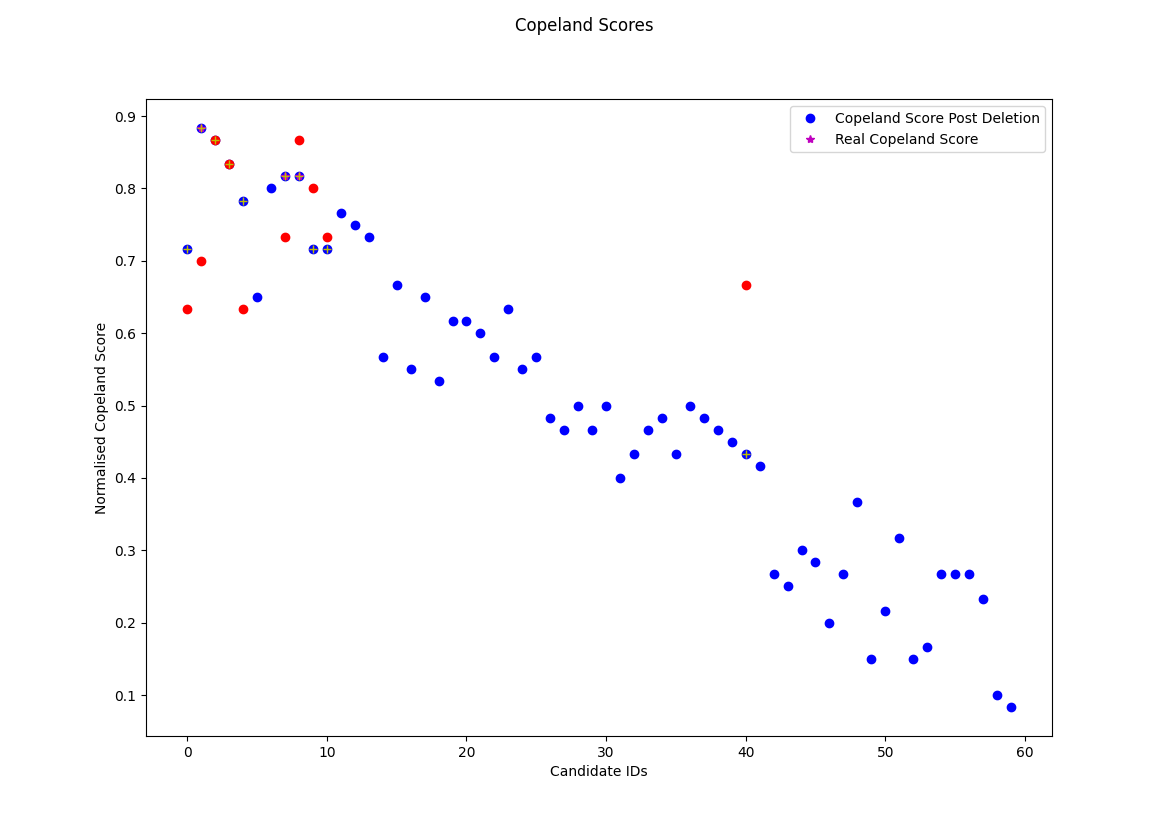 Copeland Scores
Copeland Score Post Deletion
Real Copeland Score
0.9
0.8
0.7
0.6
0.5
0.4
0.3
0.2
0.1
Normalised Copeland Score
0 10 20 30 40 50 60
Candidate IDs